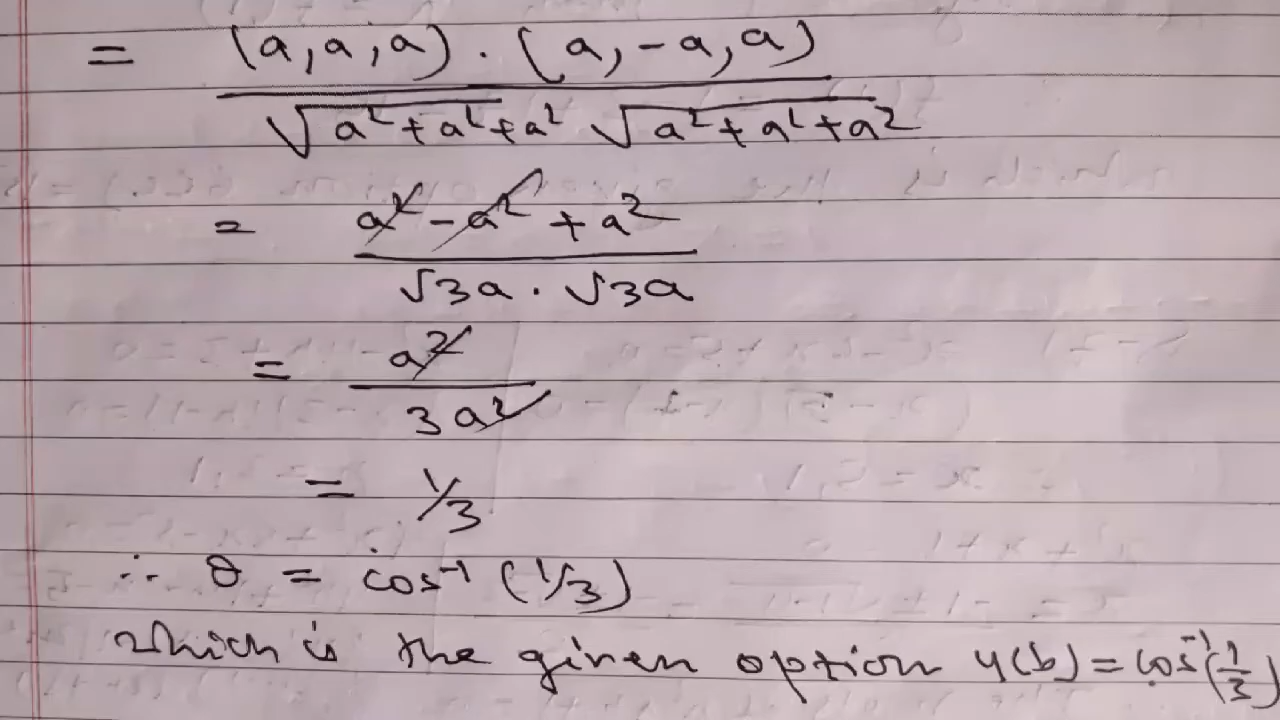 = (a, a, a) . (a, -a, a) / √a²+a²+a² √a²+a²+a²
= a² - a² + a² / √3a . √3a
= a² / 3a²
= 1/3
∴ θ = cos⁻¹ (1/3)
which is the given option 4(b) = cos⁻¹(1/3)